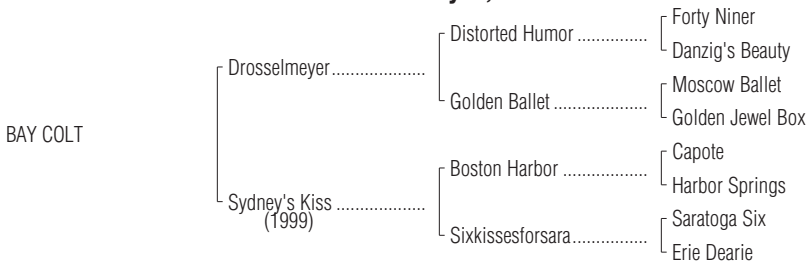 Forty Niner
Distorted Humor ...............
Danzig's Beauty
Drosselmeyer....................
Moscow Ballet
Golden Ballet ....................
Golden Jewel Box
BAY COLT
Capote
Boston Harbor ..................
Harbor Springs
Sydney's Kiss ...................
(1999)
Saratoga Six
Sixkissesforsara................
Erie Dearie